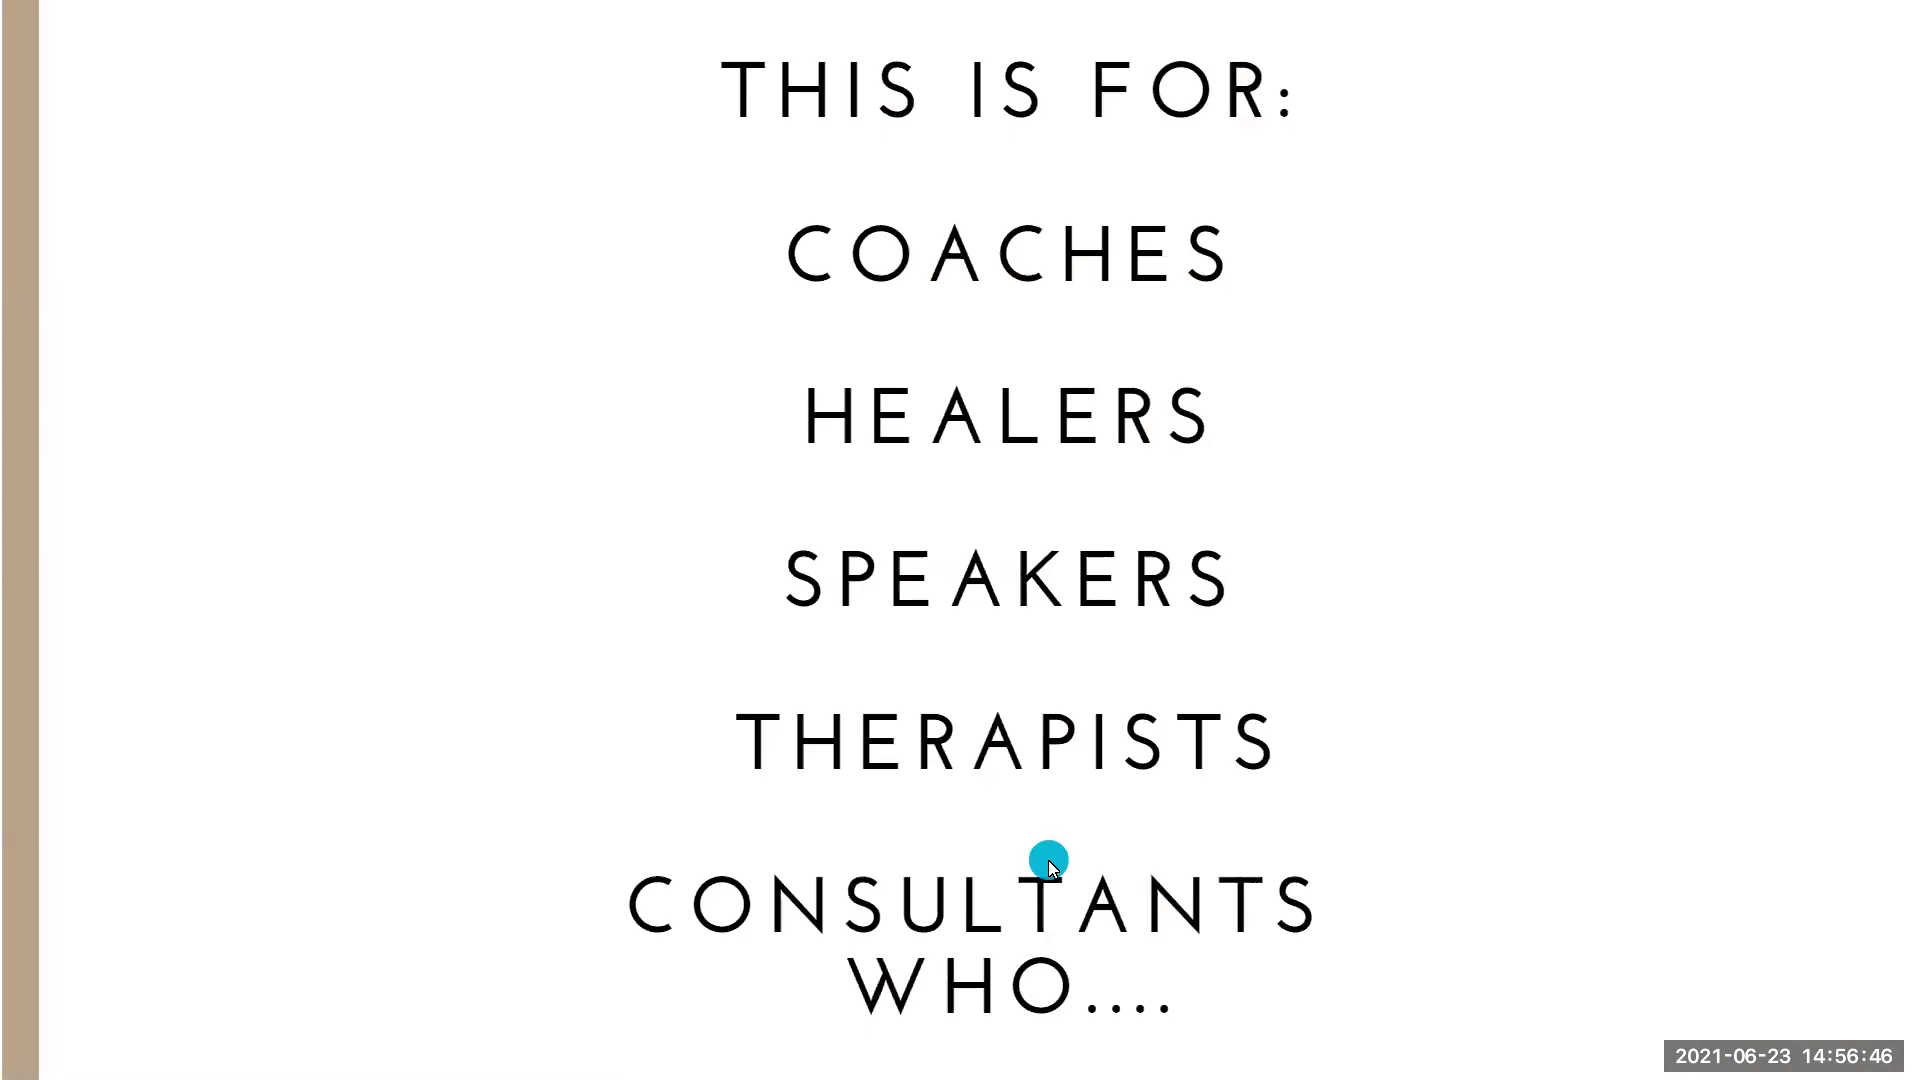 THIS IS FOR:
COACHES
HEALERS
SPEAKERS
THERAPISTS
CONSULTANTS
WHO....
2021-06-23 14:56:46